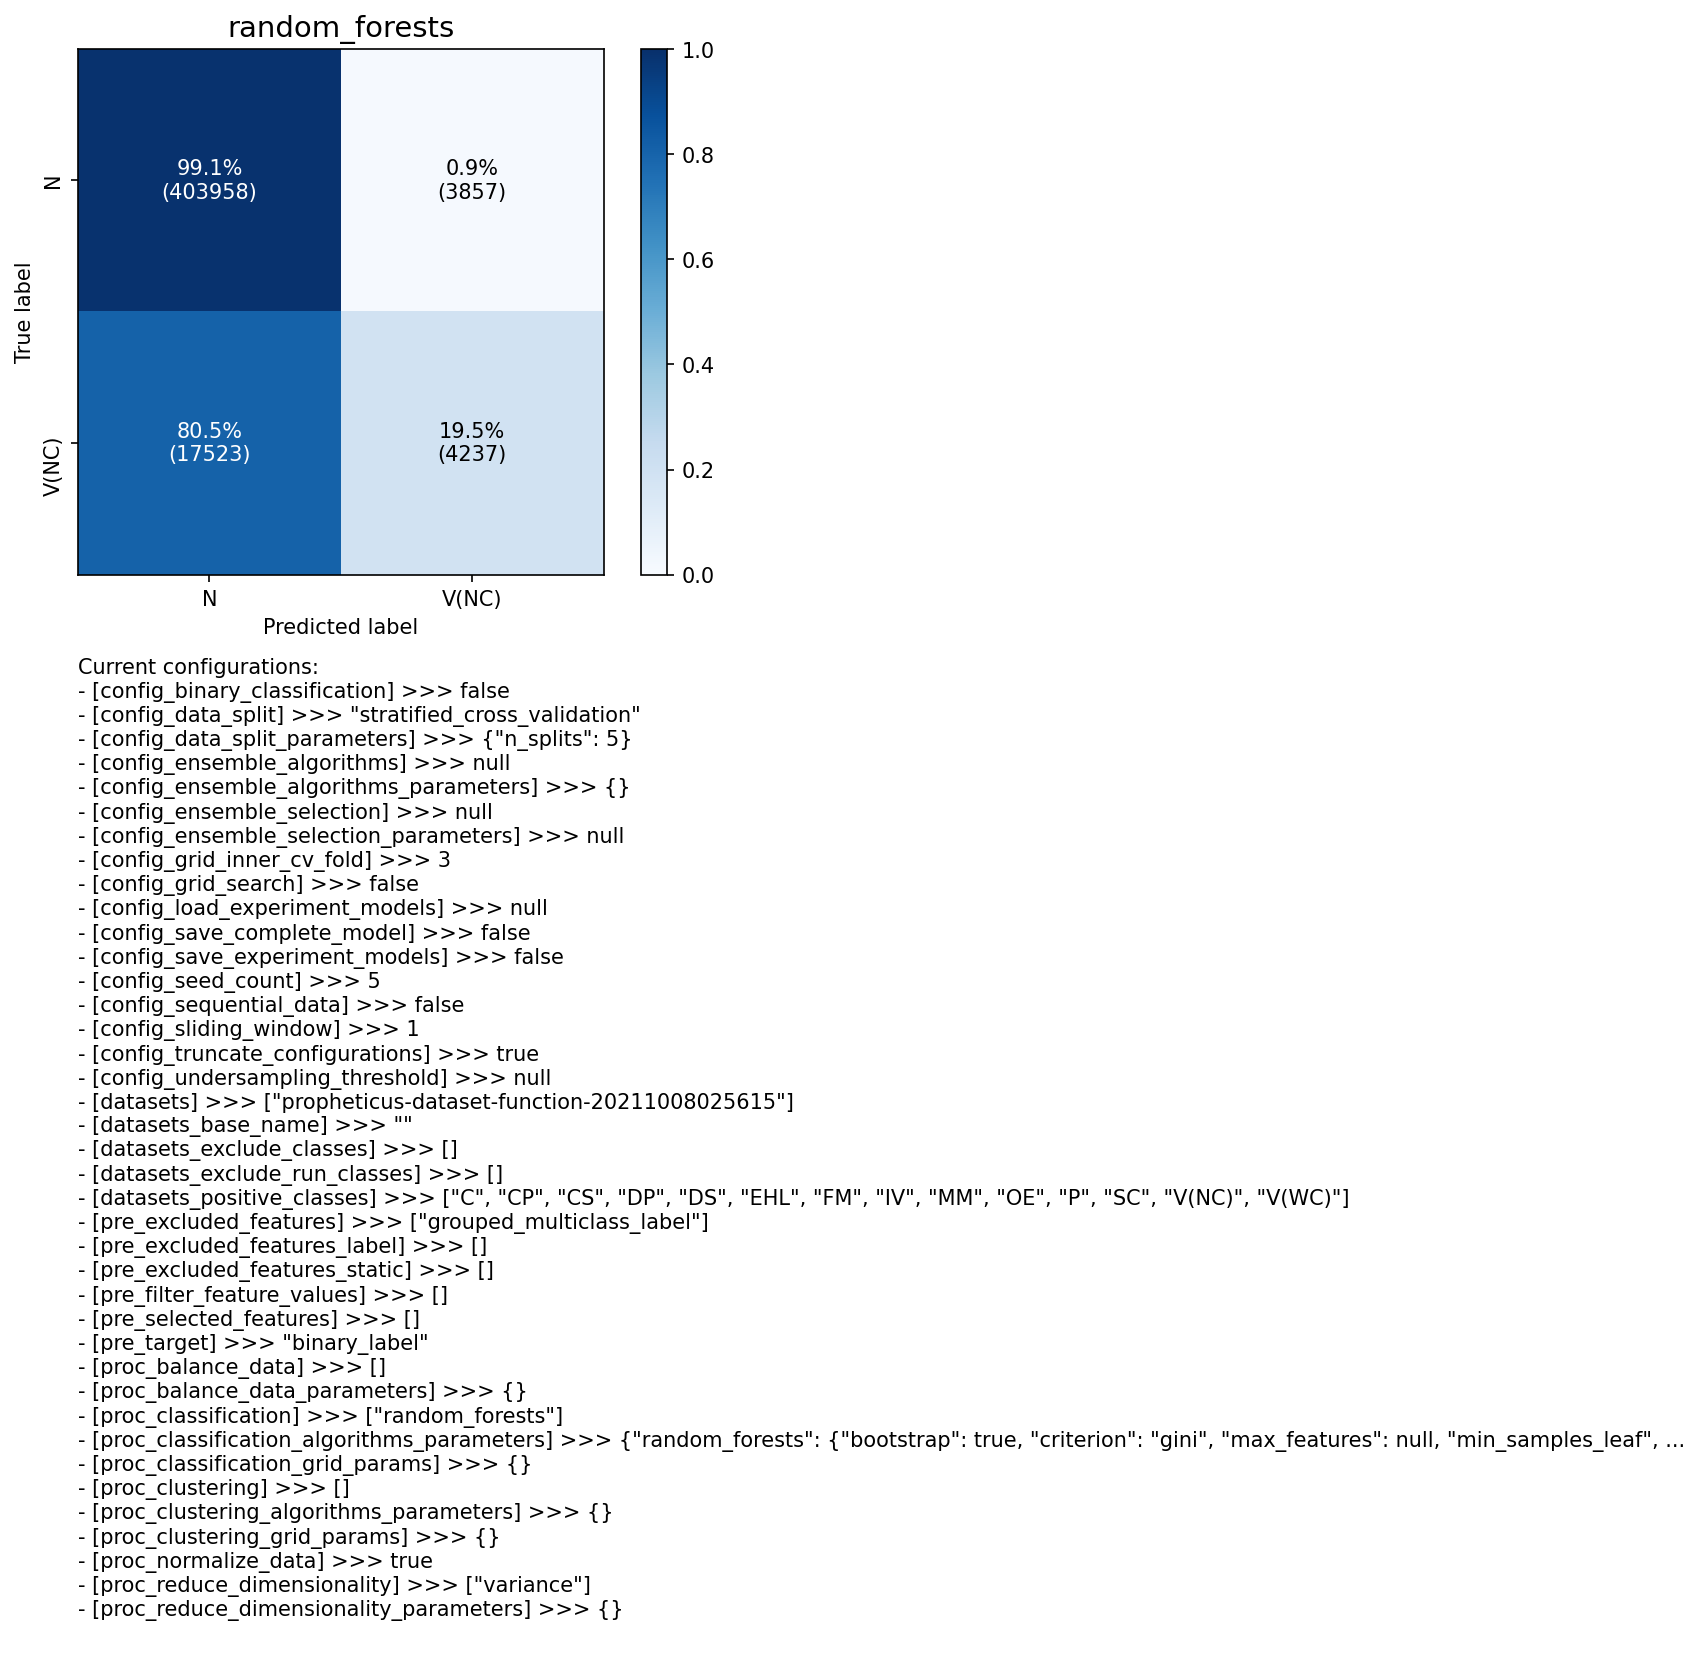 random_forests
99.1%
(403958)
0.9%
(3857)
80.5%
(17523)
19.5%
(4237)
N
V(NC)
True label
N
V(NC)
Predicted label
1.0
0.8
0.6
0.4
0.2
0.0
Current configurations:
- [config_binary_classification] >>> false
- [config_data_split] >>> "stratified_cross_validation"
- [config_data_split_parameters] >>> {"n_splits": 5}
- [config_ensemble_algorithms] >>> null
- [config_ensemble_algorithms_parameters] >>> {}
- [config_ensemble_selection] >>> null
- [config_ensemble_selection_parameters] >>> null
- [config_grid_inner_cv_fold] >>> 3
- [config_grid_search] >>> false
- [config_load_experiment_models] >>> null
- [config_save_complete_model] >>> false
- [config_save_experiment_models] >>> false
- [config_seed_count] >>> 5
- [config_sequential_data] >>> false
- [config_sliding_window] >>> 1
- [config_truncate_configurations] >>> true
- [config_undersampling_threshold] >>> null
- [datasets] >>> ["propheticus-dataset-function-20211008025615"]
- [datasets_base_name] >>> ""
- [datasets_exclude_classes] >>> []
- [datasets_exclude_run_classes] >>> []
- [datasets_positive_classes] >>> ["C", "CP", "CS", "DP", "DS", "EHL", "FM", "IV", "MM", "OE", "P", "SC", "V(NC)", "V(WC)"]
- [pre_excluded_features] >>> ["grouped_multiclass_label"]
- [pre_excluded_features_label] >>> []
- [pre_excluded_features_static] >>> []
- [pre_filter_feature_values] >>> []
- [pre_selected_features] >>> []
- [pre_target] >>> "binary_label"
- [proc_balance_data] >>> []
- [proc_balance_data_parameters] >>> {}
- [proc_classification] >>> ["random_forests"]
- [proc_classification_algorithms_parameters] >>> {"random_forests": {"bootstrap": true, "criterion": "gini", "max_features": null, "min_samples_leaf", ...
- [proc_classification_grid_params] >>> {}
- [proc_clustering] >>> []
- [proc_clustering_algorithms_parameters] >>> {}
- [proc_clustering_grid_params] >>> {}
- [proc_normalize_data] >>> true
- [proc_reduce_dimensionality] >>> ["variance"]
- [proc_reduce_dimensionality_parameters] >>> {}